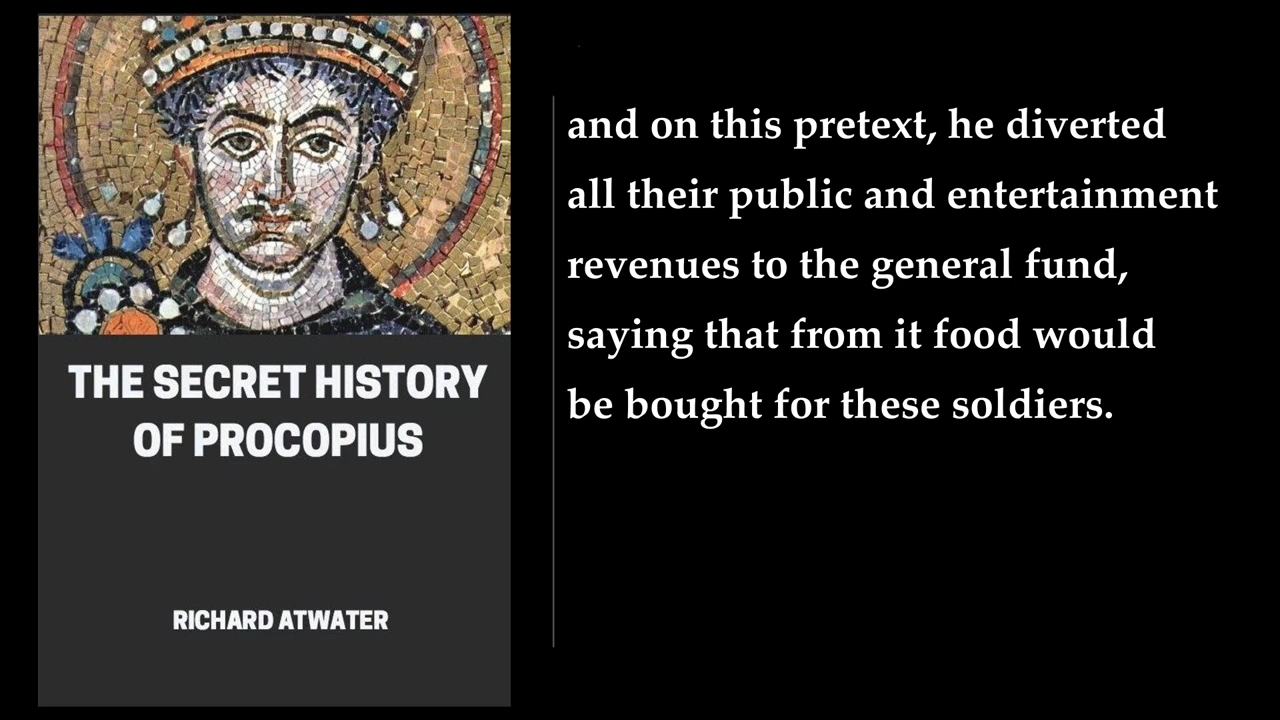 THE SECRET HISTORY
OF PROCOPIUS
RICHARD ATWATER
and on this pretext, he diverted
all their public and entertainment
revenues to the general fund,
saying that from it food would
be bought for these soldiers.